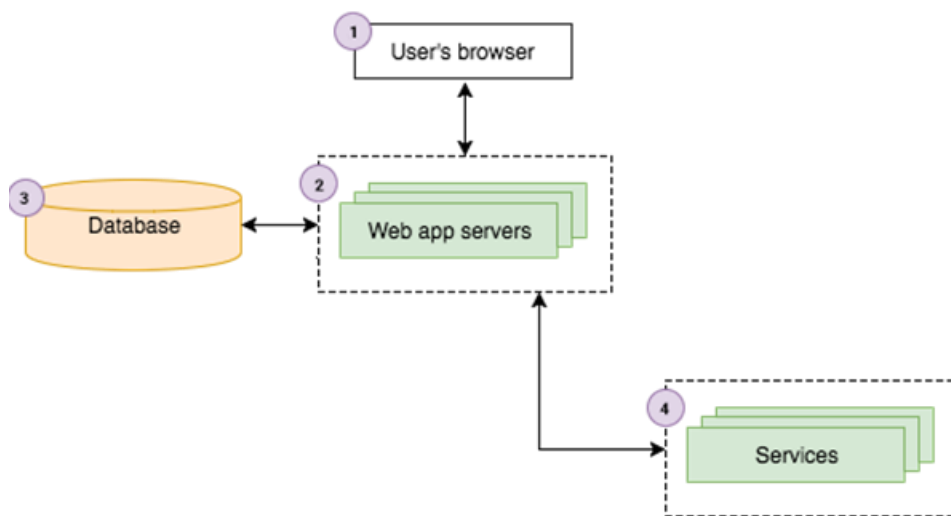 1
User's browser
2
Web app servers
3
Database
4
Services